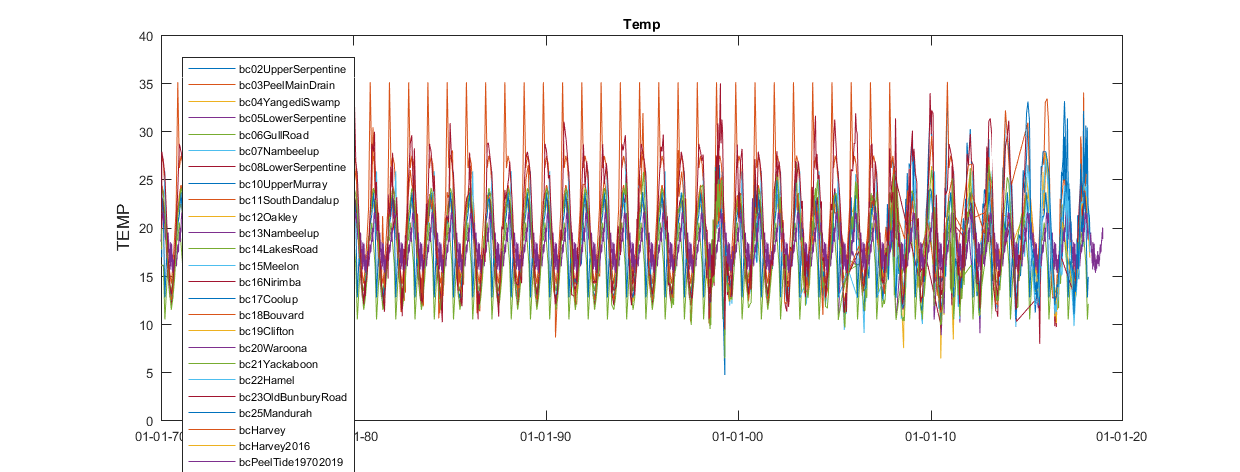 Temp
40
35
30
25
20
15
10
5
0
TEMP
01-01-70
1-80
01-01-90
01-01-00
01-01-10
01-01-20
bc02UpperSerpentine
bc03PeelMainDrain
bc04YangediSwamp
bc05LowerSerpentine
bc06GullRoad
bc07Nambeelup
bc08LowerSerpentine
bc10UpperMurray
bc11SouthDandalup
bc12Oakley
bc13Nambeelup
bc14LakesRoad
bc15Meelon
bc16Nirimba
bc17Coolup
bc18Bouvard
bc19Clifton
bc20Waroona
bc21Yackaboon
bc22Hamel
bc23OldBunburyRoad
bc25Mandurah
bcHarvey
bcHarvey2016
bcPeelTide19702019